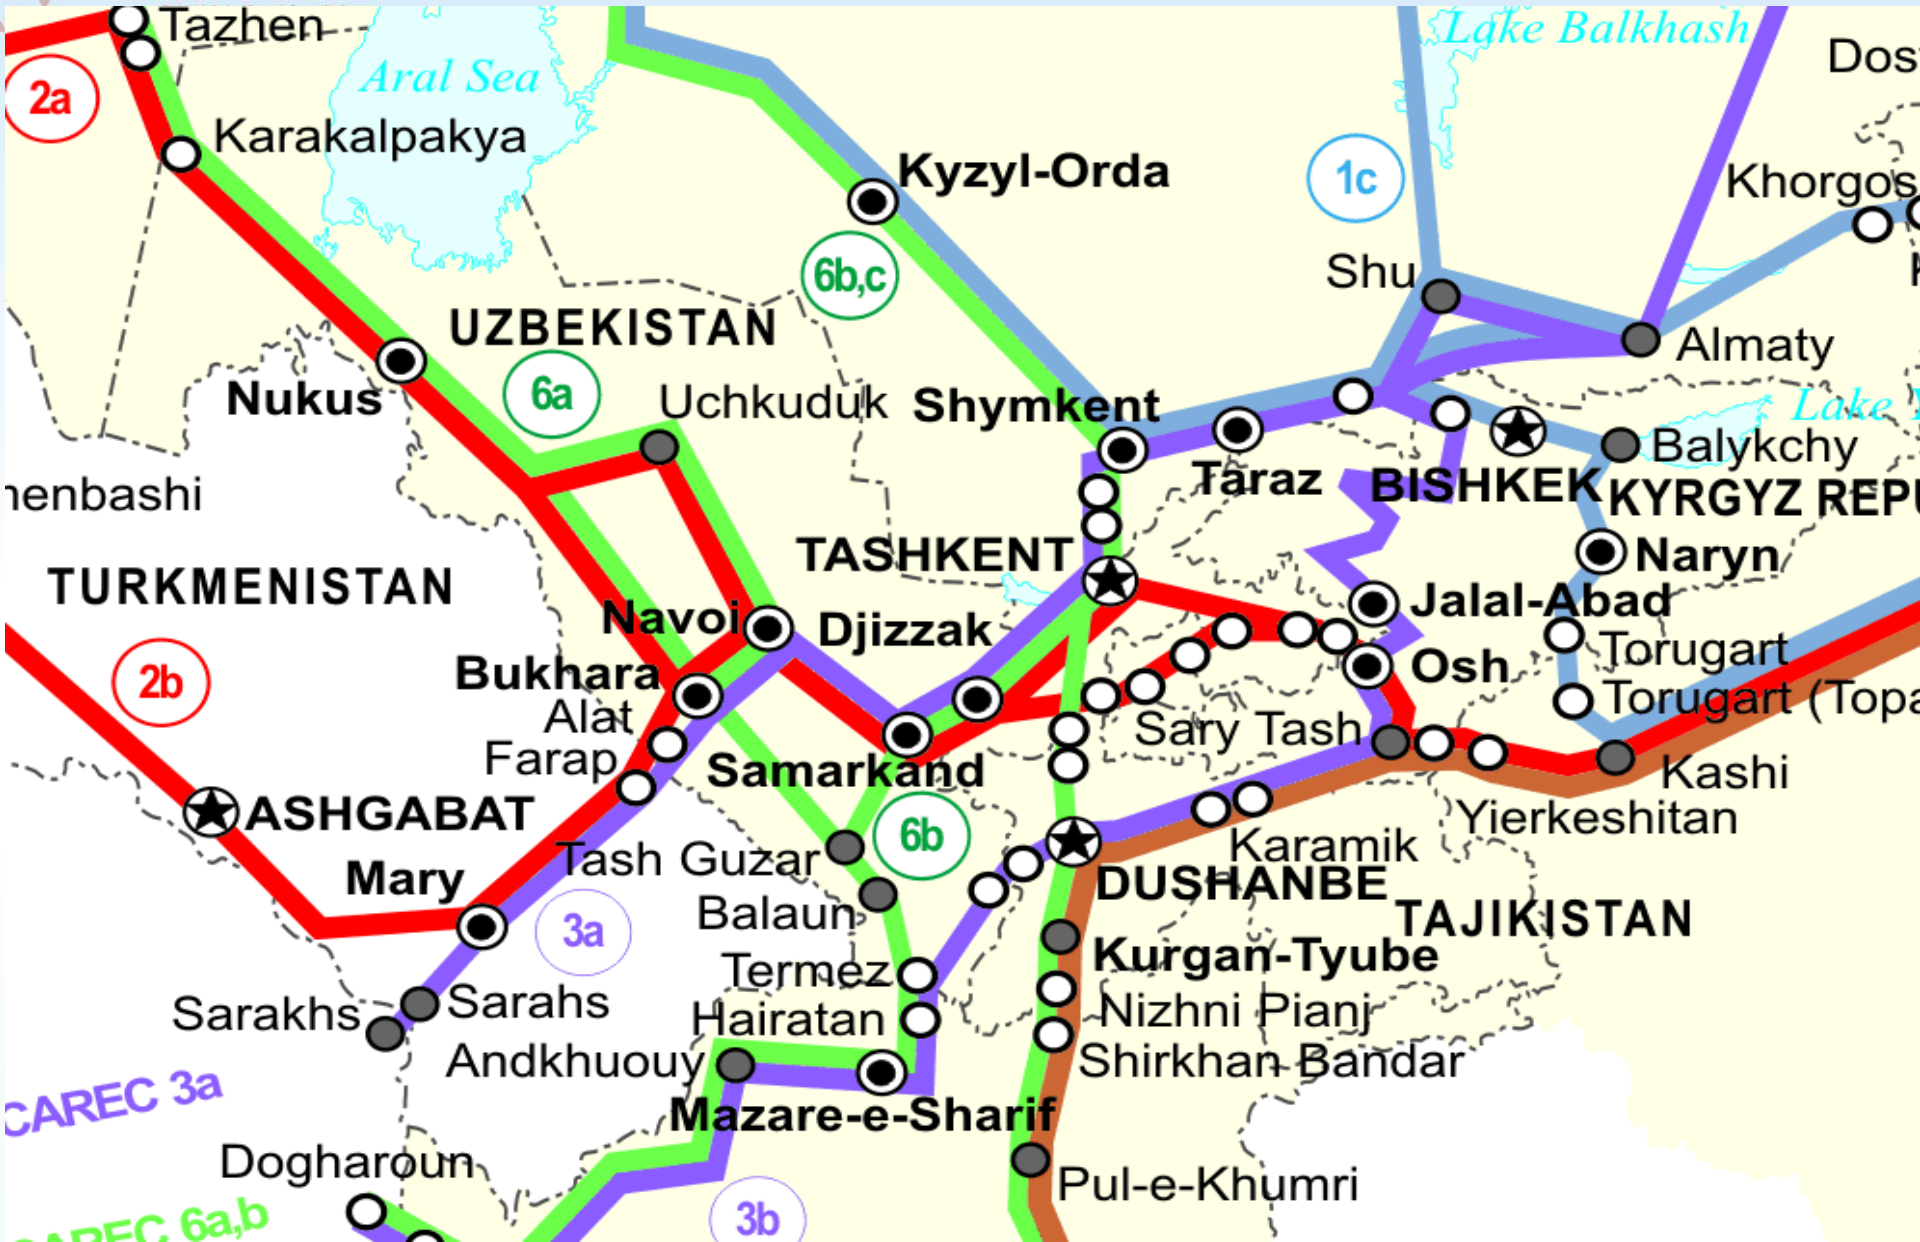 Tazhen
Lake Balkhash
Dos
Aral Sea
2a
Karakalpakya
Kyzyl-Orda
1c
Khorgos
6b,c
Shu
UZBEKISTAN
Almaty
Nukus
6a
Uchkuduk
Shymkent
Lake
Balykchy
Taraz
BISHKEK
KYRGYZ REPU
henbashi
TASHKENT
Naryn
TURKMENISTAN
Jalal-Abad
Navoi
Djizzak
Torugart
2b
Bukhara
Osh
Torugart (Topa
Alat
Sary Tash
Farap
Samarkand
Kashi
ASHGABAT
Yierkeshitan
6b
Karamik
Tash Guzar
Mary
DUSHANBE
Balaun
TAJIKISTAN
3a
Kurgan-Tyube
Termez
Sarahs
Nizhni Pianj
Sarakhs
Hairatan
Andkhuouy
Shirkhan Bandar
CAREC 3a
Mazare-e-Sharif
Dogharoun
Pul-e-Khumri
3b
CAREC 6a,b